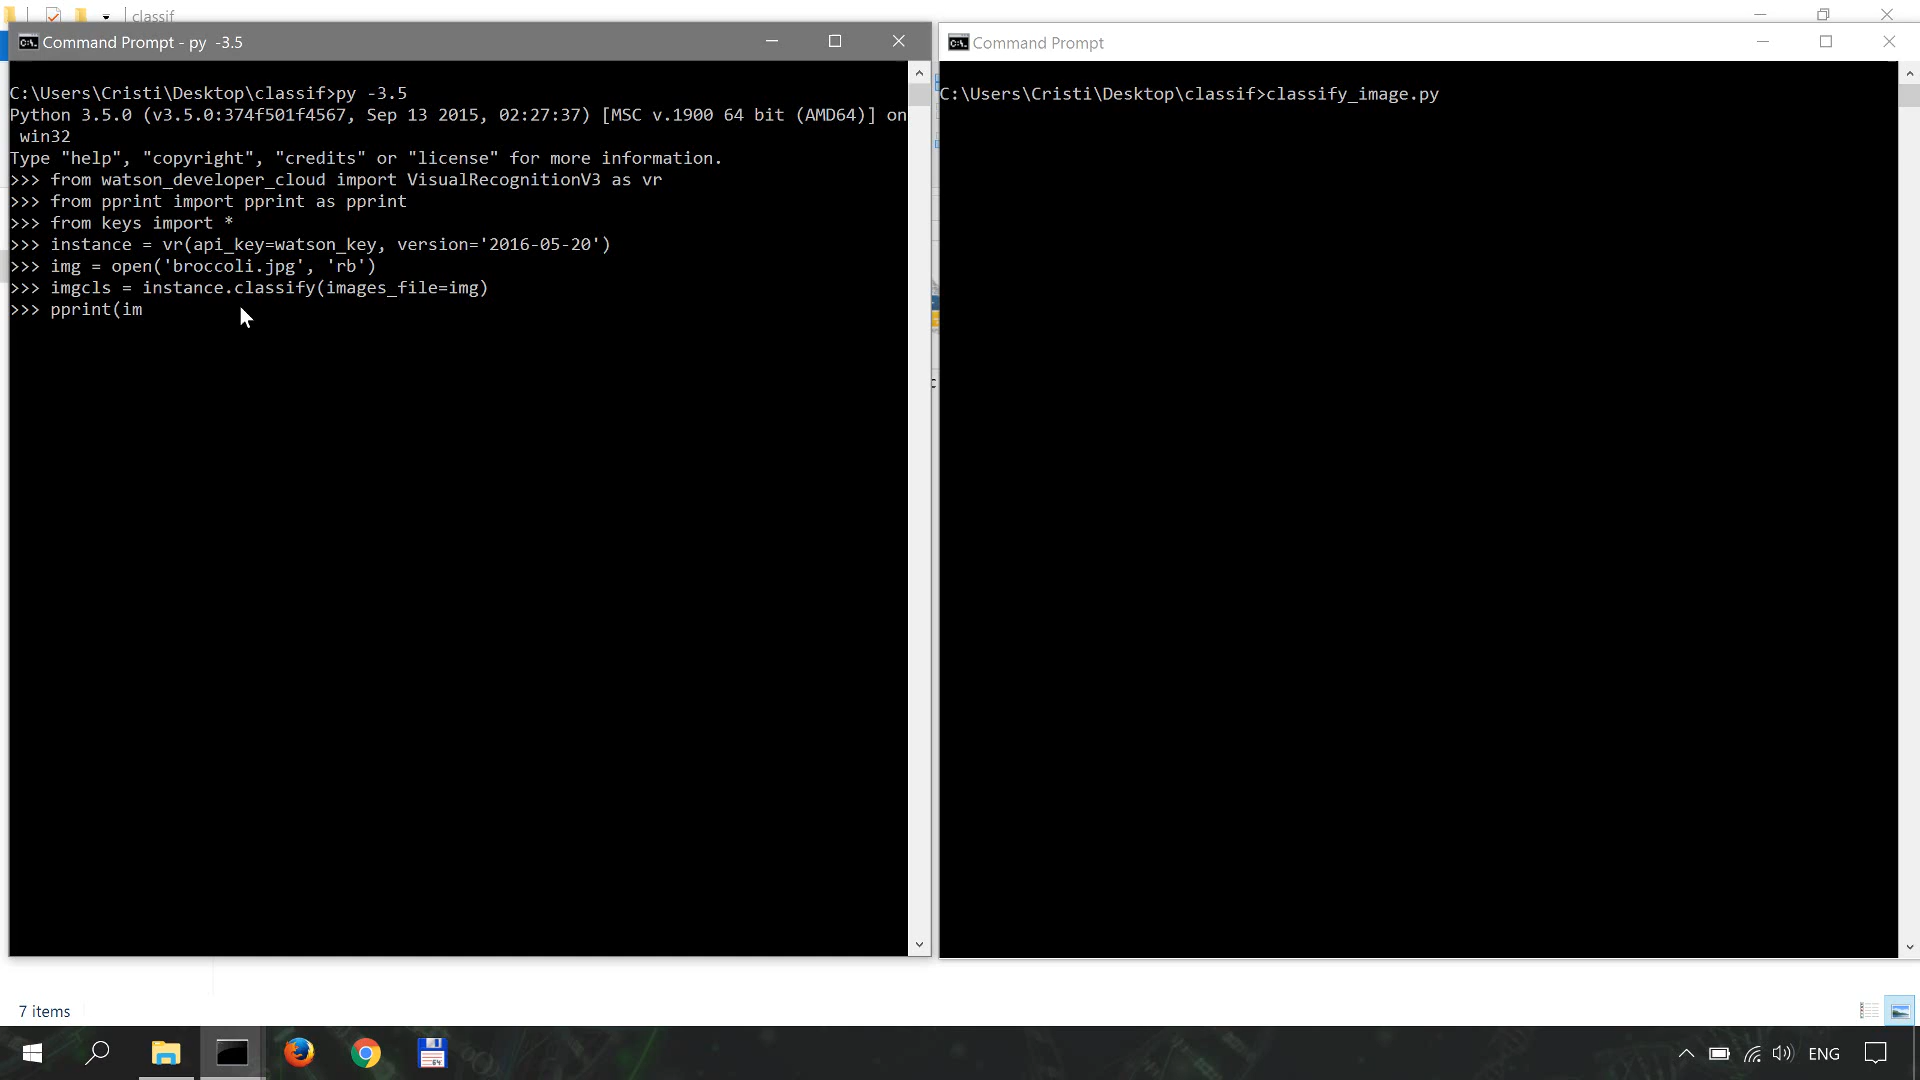 classif
Command Prompt - py  -3.5
C:\Users\Cristi\Desktop\classif>py -3.5
Python 3.5.0 (v3.5.0:374f501f4567, Sep 13 2015, 02:27:37) [MSC v.1900 64 bit (AMD64)] on
 win32
Type "help", "copyright", "credits" or "license" for more information.
>>> from watson_developer_cloud import VisualRecognitionV3 as vr
>>> from pprint import pprint as pprint
>>> from keys import *
>>> instance = vr(api_key=watson_key, version='2016-05-20')
>>> img = open('broccoli.jpg', 'rb')
>>> imgcls = instance.classify(images_file=img)
>>> pprint(im
Command Prompt
C:\Users\Cristi\Desktop\classif>classify_image.py
7 items
64
ENG